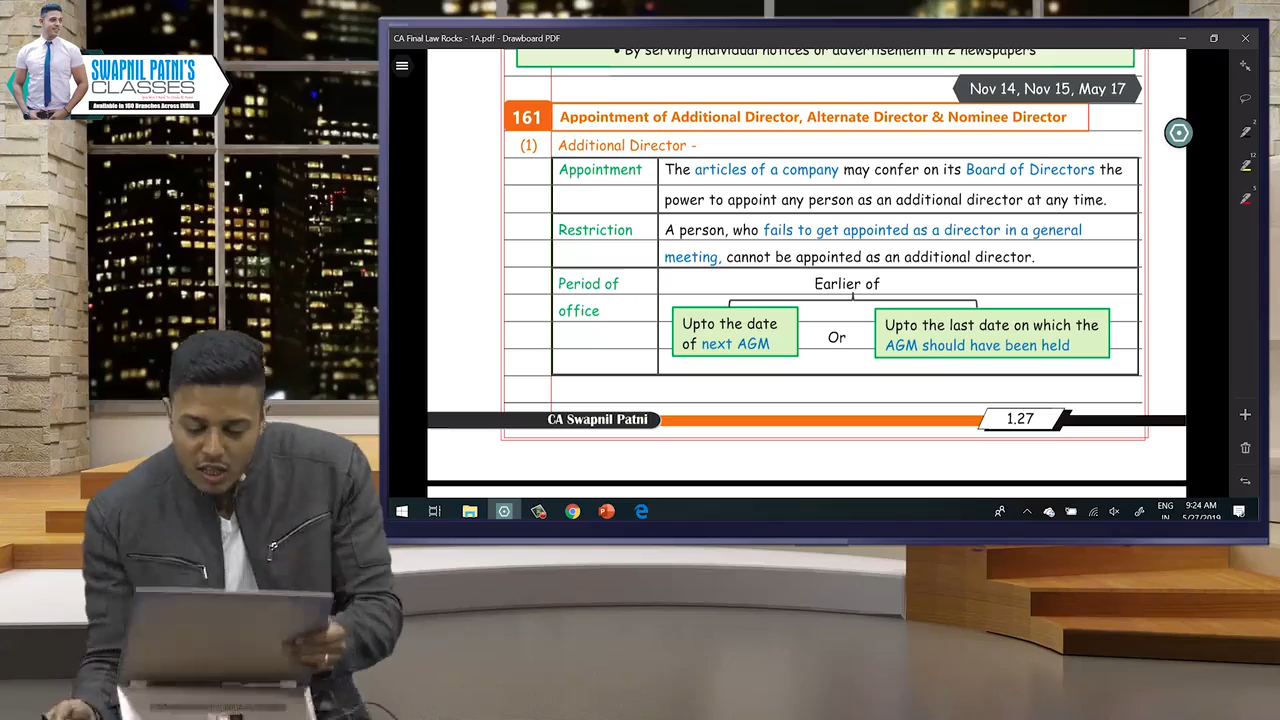 SWAPNIL PATNI'S
CLASSES
Available in 160 Branches Across INDIA
CA Final Law Rocks - 1A.pdf - Drawboard PDF
• By serving individual notices or advertisement in 2 newspapers
Nov 14, Nov 15, May 17
161 Appointment of Additional Director, Alternate Director & Nominee Director
(1) Additional Director -
Appointment The articles of a company may confer on its Board of Directors the
power to appoint any person as an additional director at any time.
Restriction A person, who fails to get appointed as a director in a general
meeting, cannot be appointed as an additional director.
Period of Earlier of
office
Upto the date
of next AGM
Or
Upto the last date on which the
AGM should have been held
CA Swapnil Patni 1.27
ENG
IN
9:24 AM
5/27/2019